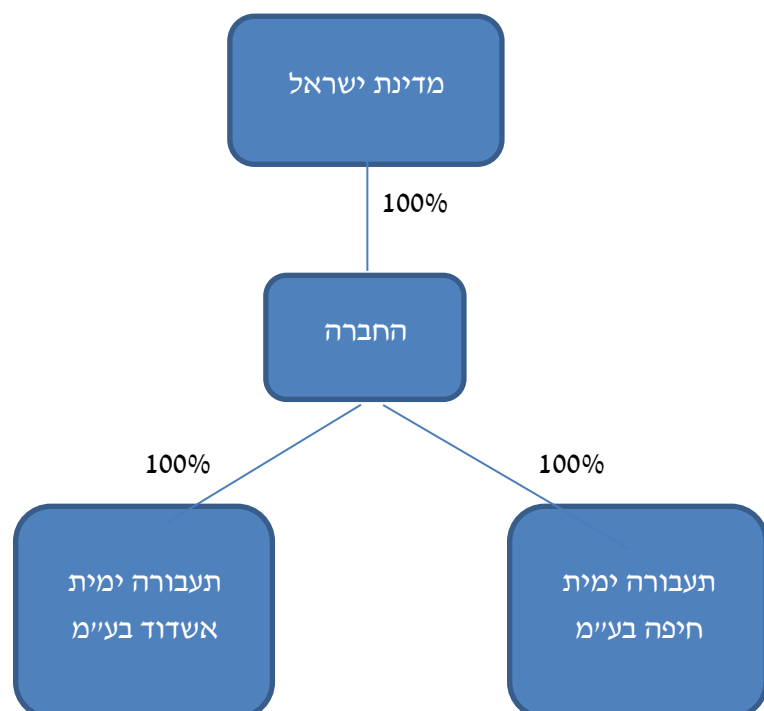 מדינת ישראל
100%
החברה
100%
100%
תעבורה ימית
חיפה בע״מ
תעבורה ימית
אשדוד בע״מ